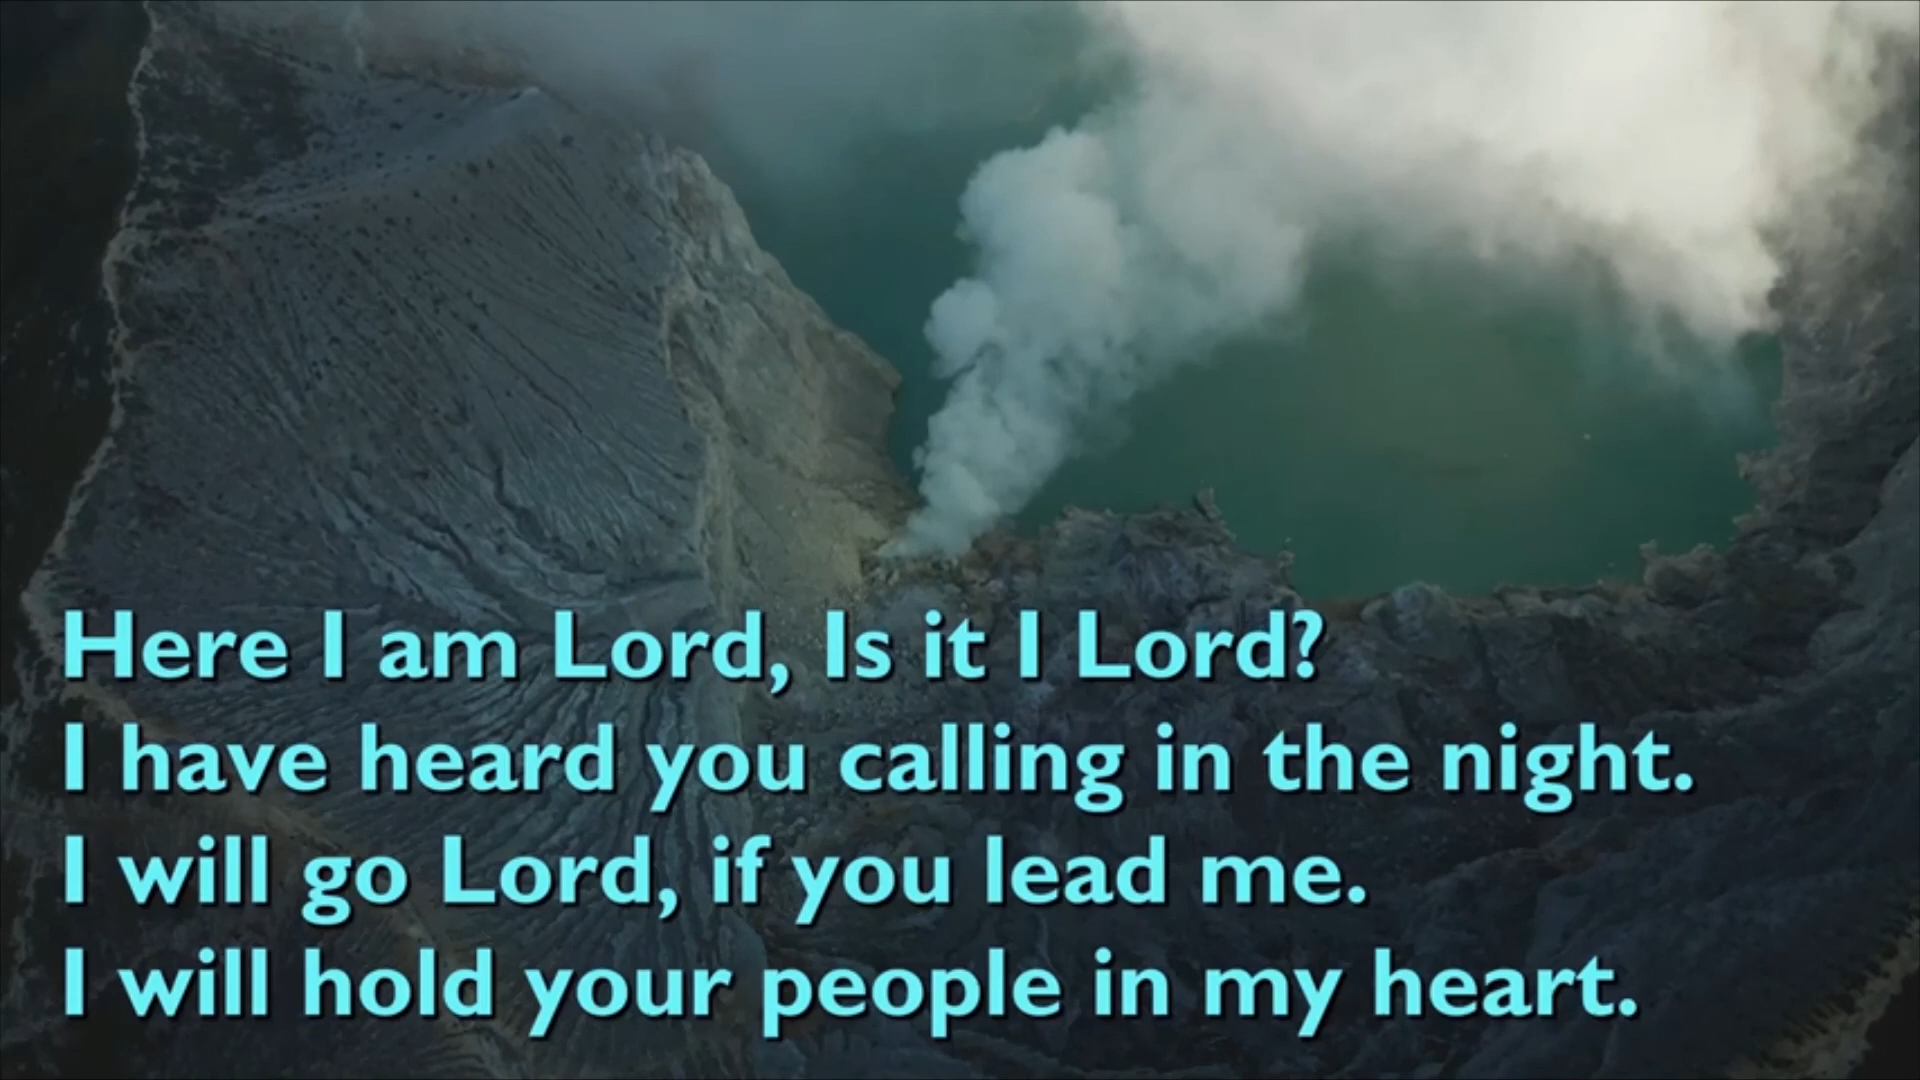 Here I am Lord, Is it I Lord?
I have heard you calling in the night.
I will go Lord, if you lead me.
I will hold your people in my heart.